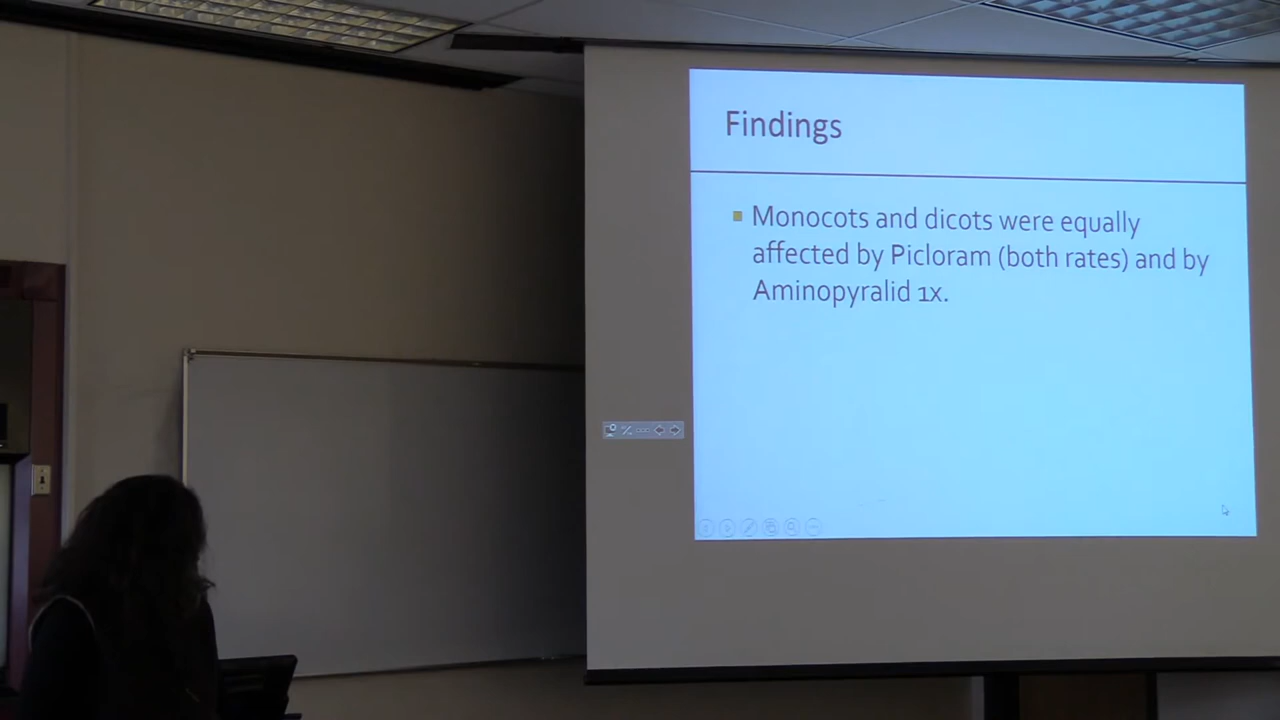 Findings
Monocots and dicots were equally
affected by Picloram (both rates) and by
Aminopyralid 1x.